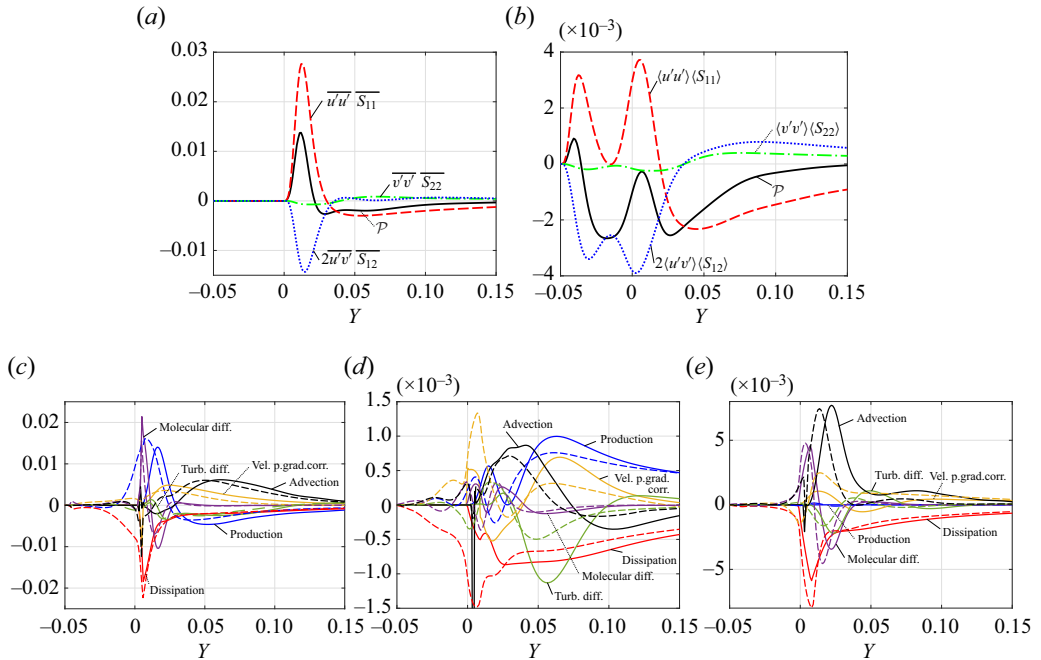 (a)
(b)
(×10⁻³)
0.03
0.02
0.01
0
−0.01
−0.05
0
0.05
0.10
0.15
Y
u′u′ S₁₁
v′v′ S₂₂
𝒫
2u′v′ S₁₂
4
2
0
−2
−4
−0.05
0
0.05
0.10
0.15
Y
⟨u′u′⟩⟨S₁₁⟩
⟨v′v′⟩⟨S₂₂⟩
𝒫
2⟨u′v′⟩⟨S₁₂⟩
(c)
0.02
0.01
0
−0.01
−0.02
−0.05
0
0.05
0.10
0.15
Y
Molecular diff.
Turb. diff.
Vel. p.grad.corr.
Advection
Production
Dissipation
(d)
(×10⁻³)
1.5
1.0
0.5
0
−0.5
−1.0
−1.5
−0.05
0
0.05
0.10
0.15
Y
Advection
Production
Vel. p.grad.
corr.
Dissipation
Molecular diff.
Turb. diff.
(e)
(×10⁻³)
5
0
−5
−0.05
0
0.05
0.10
0.15
Y
Advection
Turb. diff.
Vel. p.grad.corr.
Production
Dissipation
Molecular diff.